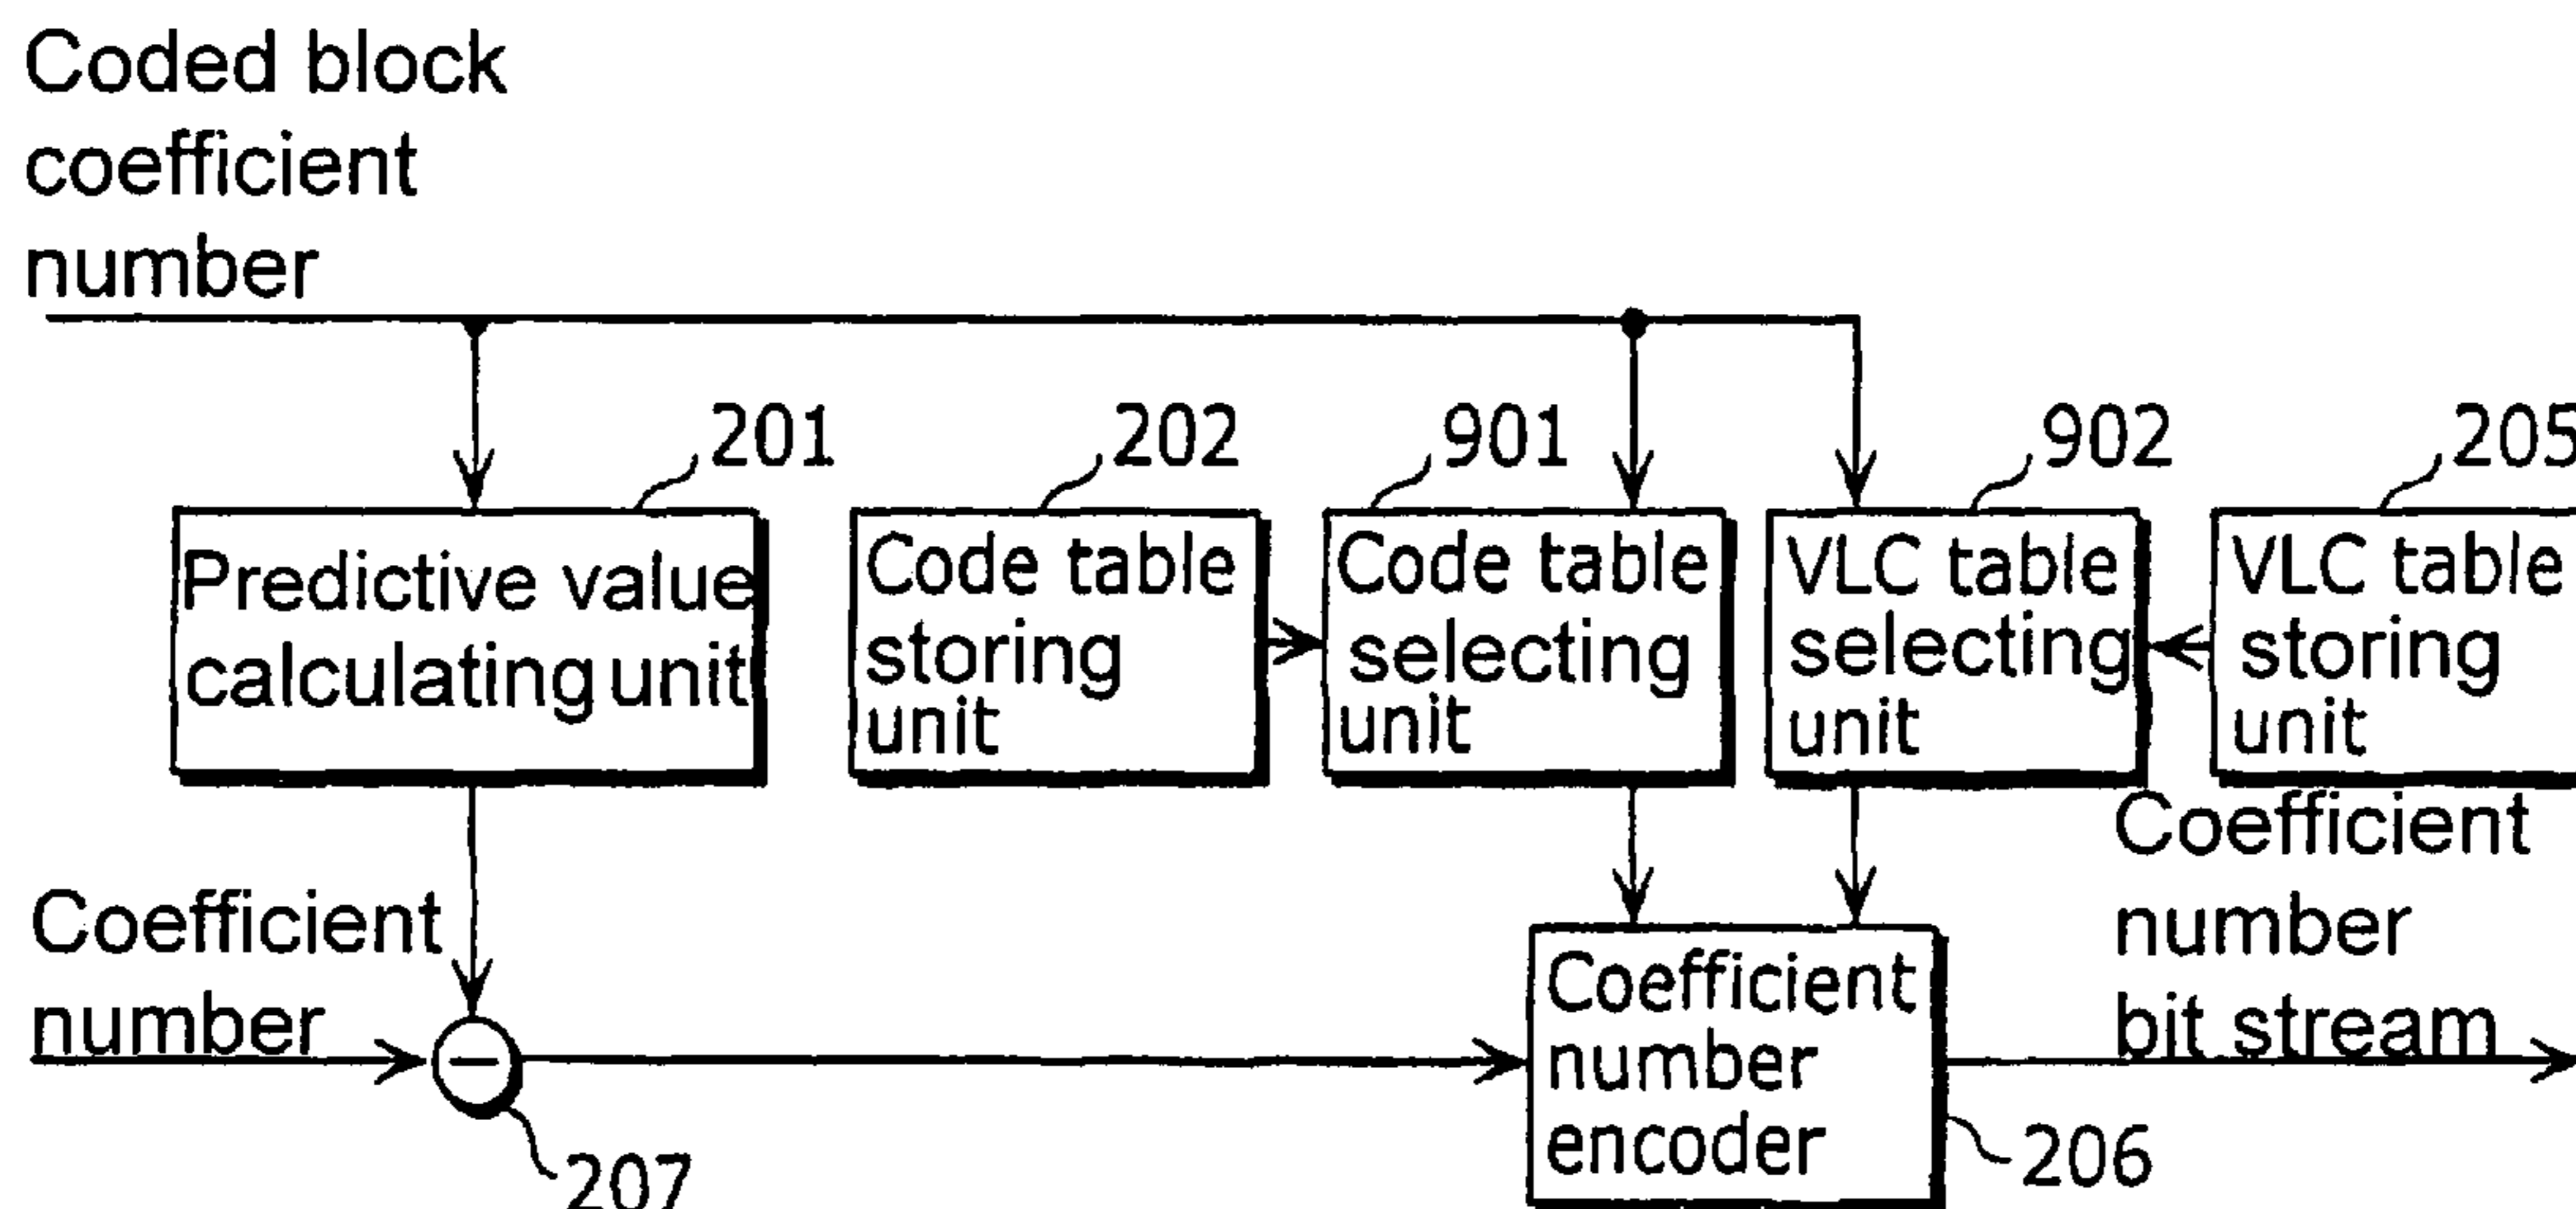 Coded block
coefficient
number
201
202
901
902
205
Predictive value
calculating unit
Code table
storing
unit
Code table
selecting
unit
VLC table
selecting
unit
VLC table
storing
unit
Coefficient
number
Coefficient
number
encoder
Coefficient
number
bit stream
207
206